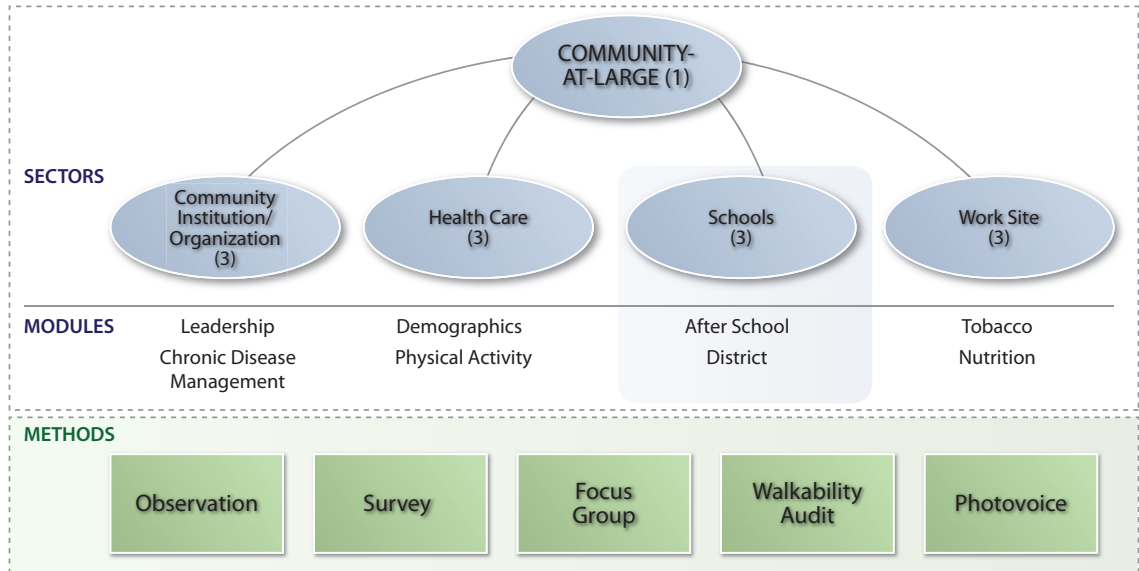 COMMUNITY-
AT-LARGE (1)
SECTORS
Community
Institution/
Organization
(3)
Health Care
(3)
Schools
(3)
Work Site
(3)
MODULES
Leadership
Chronic Disease
Management
Demographics
Physical Activity
After School
District
Tobacco
Nutrition
METHODS
Observation
Survey
Focus
Group
Walkability
Audit
Photovoice